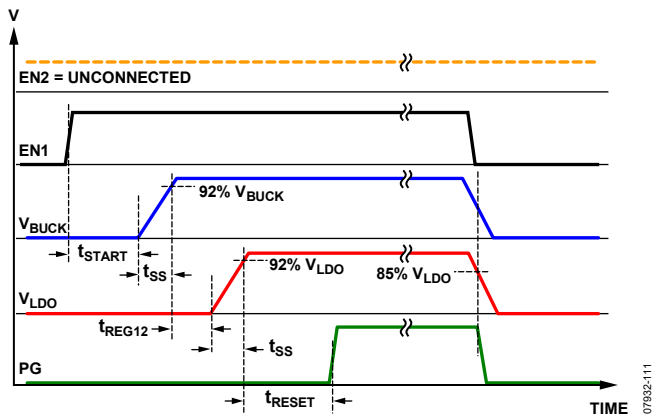 V
EN2 = UNCONNECTED
EN1
92% VBUCK
VBUCK
tSTART
tSS
92% VLDO
85% VLDO
VLDO
tREG12
tSS
PG
tRESET
TIME
07932-111